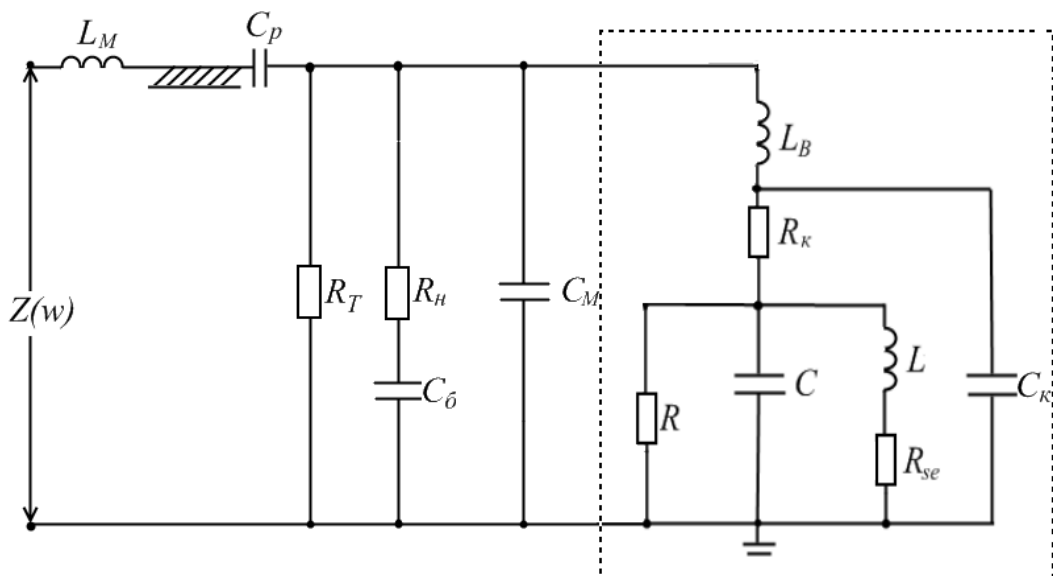 L_M
C_p
L_B
R_к
Z(w)
R_T
R_н
C_M
C_б
R
C
L
C_к
R_se